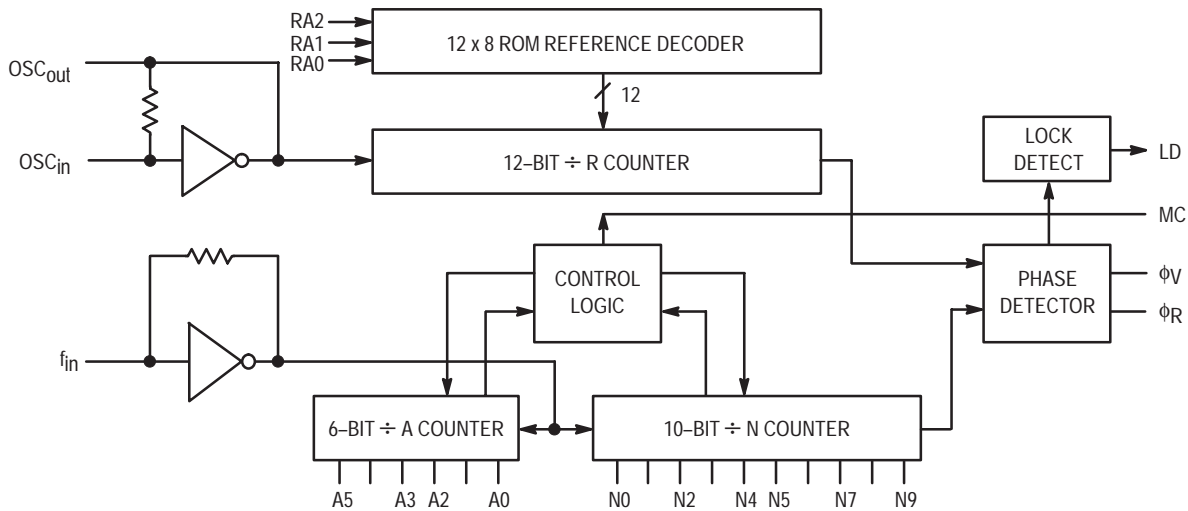 RA2
RA1
RA0
12 x 8 ROM REFERENCE DECODER
OSCout
12
OSCin
12–BIT ÷ R COUNTER
LOCK
DETECT
LD
MC
CONTROL
LOGIC
PHASE
DETECTOR
ϕV
ϕR
fin
6–BIT ÷ A COUNTER
10–BIT ÷ N COUNTER
A5 A3 A2 A0 N0 N2 N4 N5 N7 N9